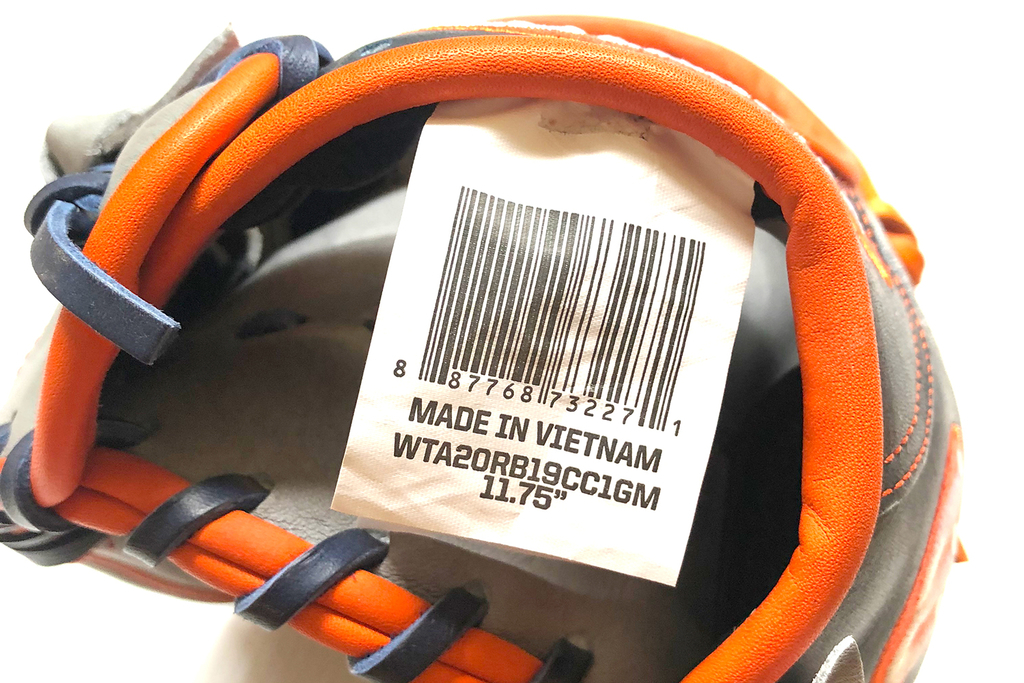 8 87768 73227 1
MADE IN VIETNAM
WTA20RB19CC1GM
11.75”